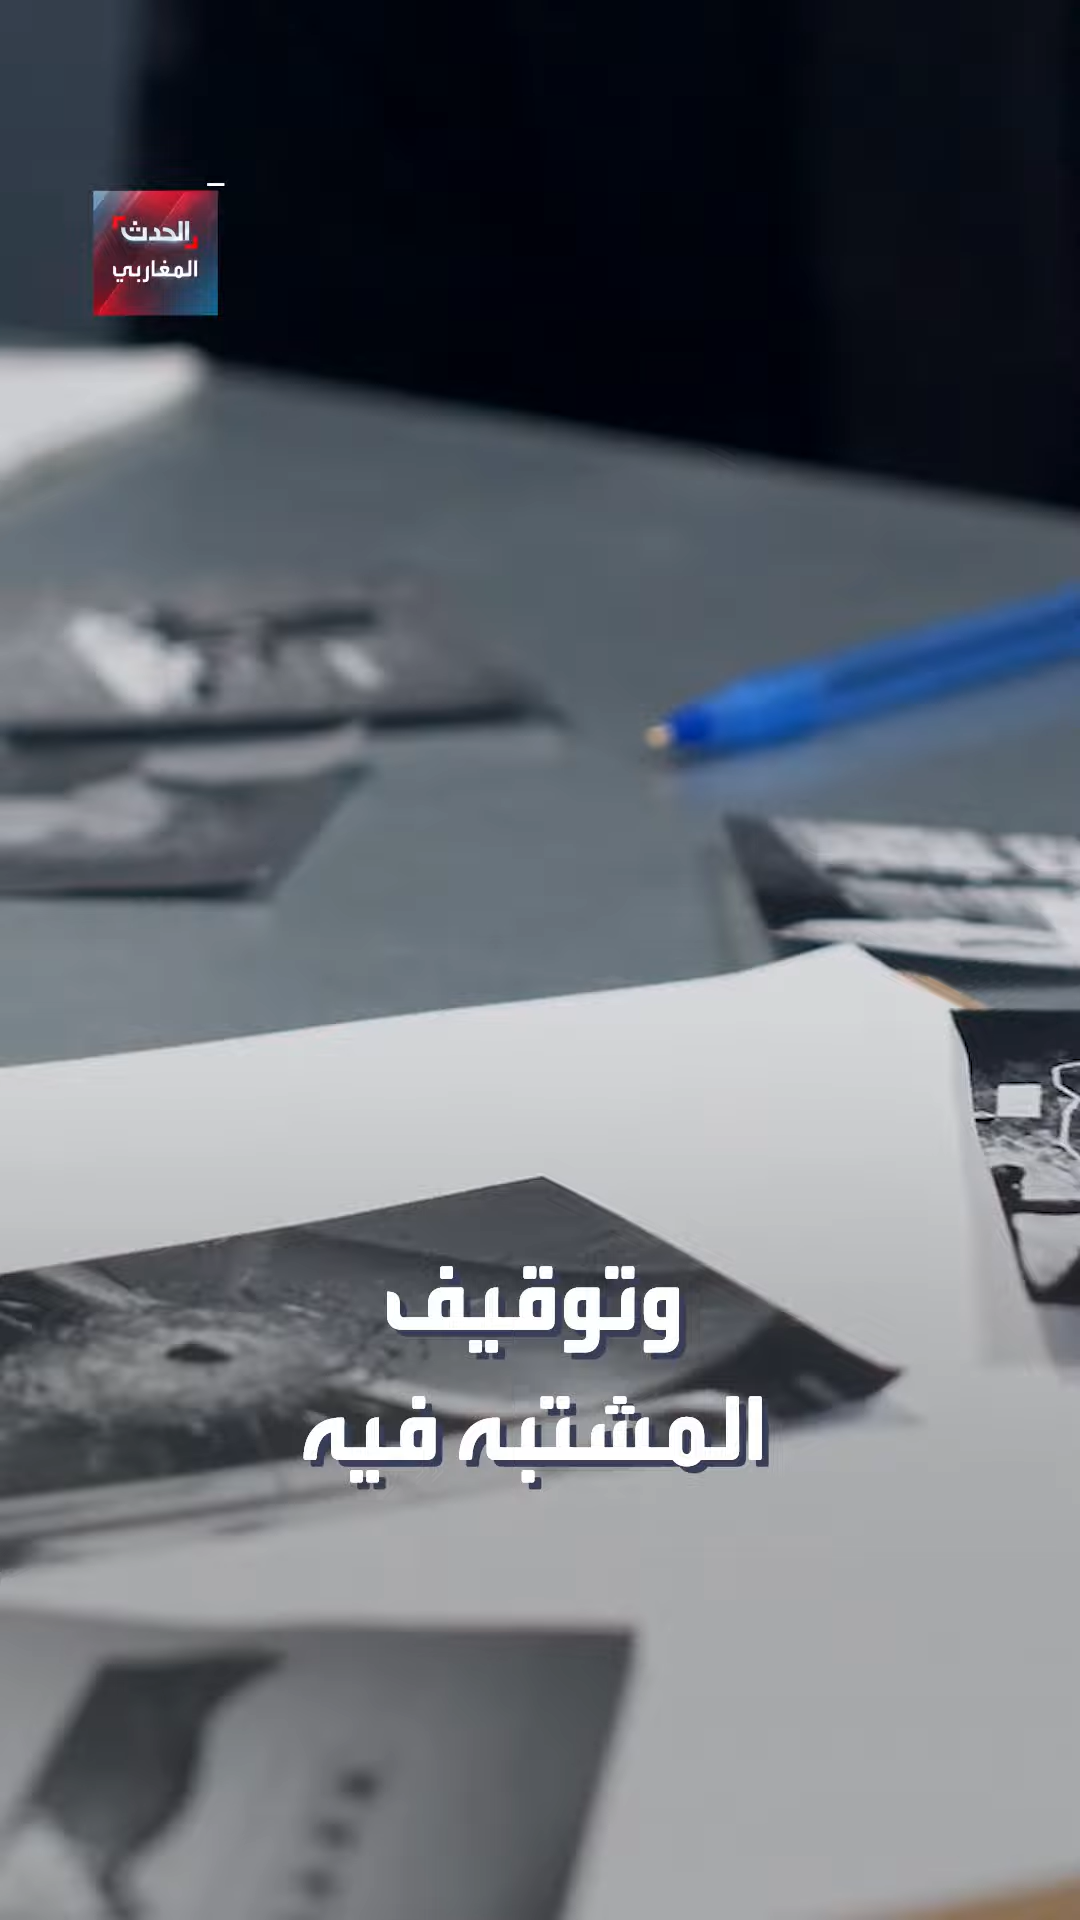 الحدث
المغاربي
وتوقيف
المشتبه فيه